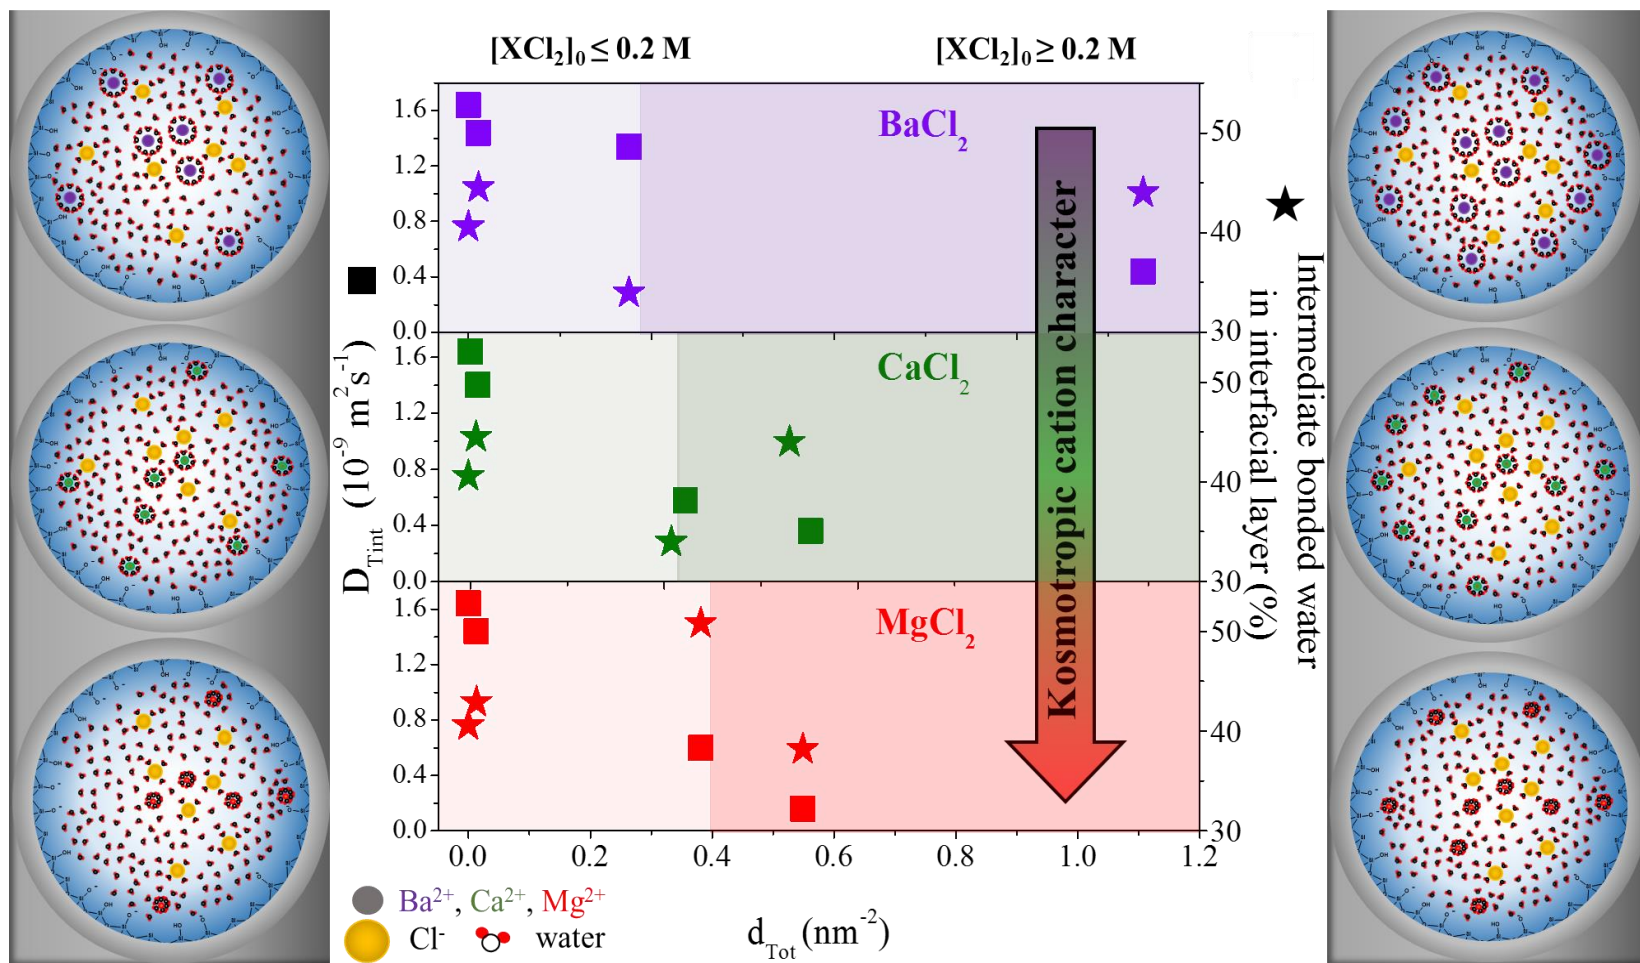 [XCl₂]₀ ≤ 0.2 M
[XCl₂]₀ ≥ 0.2 M
BaCl₂
CaCl₂
MgCl₂
Kosmotropic cation character
D_Tint (10⁻⁹ m² s⁻¹)
1.6
1.2
0.8
0.4
0.0
1.6
1.2
0.8
0.4
0.0
1.6
1.2
0.8
0.4
0.0
50
40
30
50
40
30
50
40
30
Intermediate bonded water
in interfacial layer (%)
0.0 0.2 0.4 0.6 0.8 1.0 1.2
d_Tot (nm⁻²)
Ba²⁺, Ca²⁺, Mg²⁺
Cl⁻ water